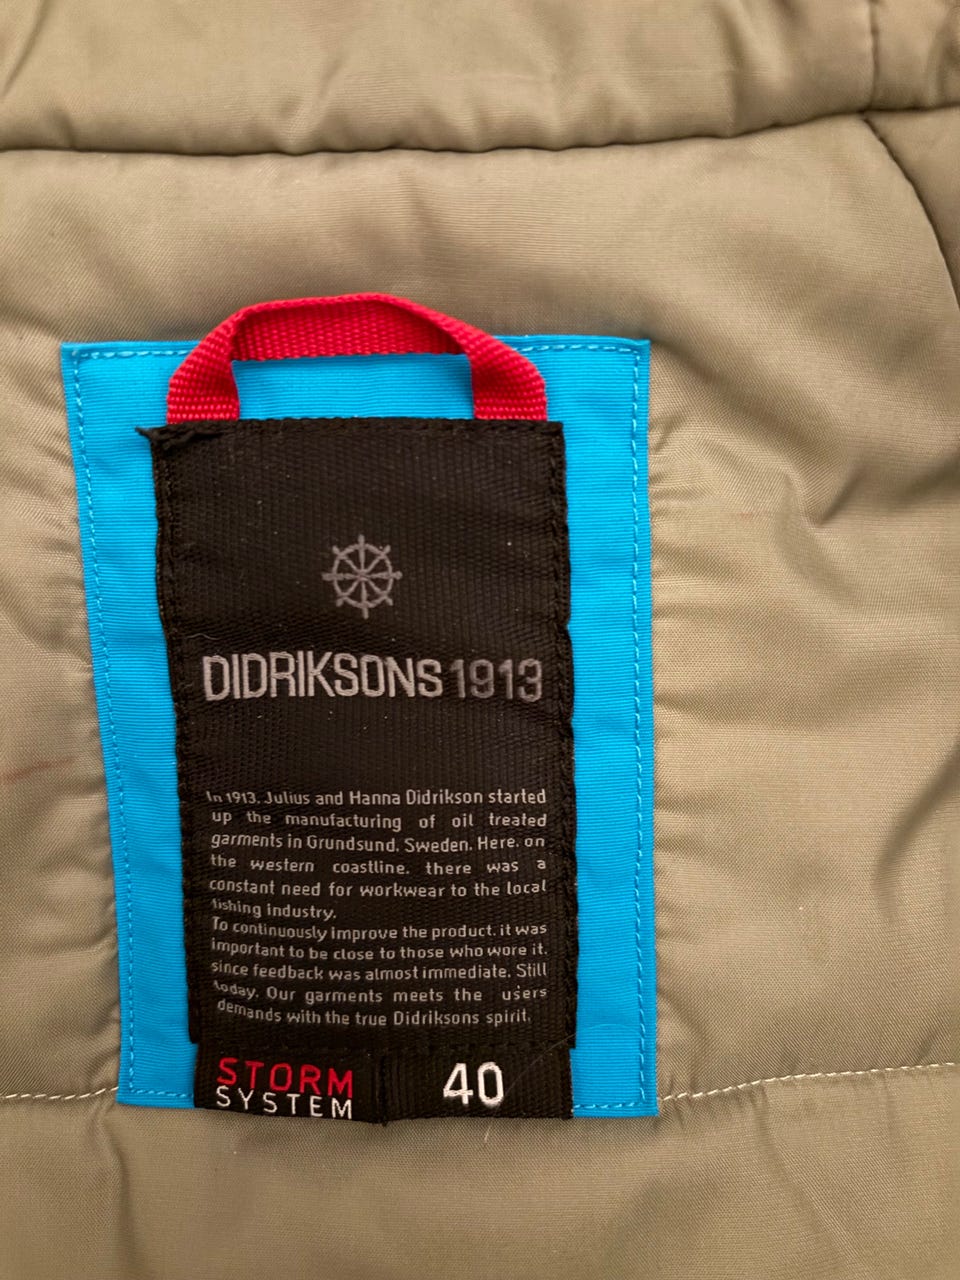 DIDRIKSONS 1913
In 1913, Julius and Hanna Didrikson started
up the manufacturing of oil treated
garments in Grundsund, Sweden. Here, on
the western coastline, there was a
constant need for workwear to the local
fishing industry.
To continuously improve the product, it was
important to be close to those who wore it,
since feedback was almost immediate. Still
today, Our garments meets the users
demands with the true Didriksons spirit.
STORM
SYSTEM
40